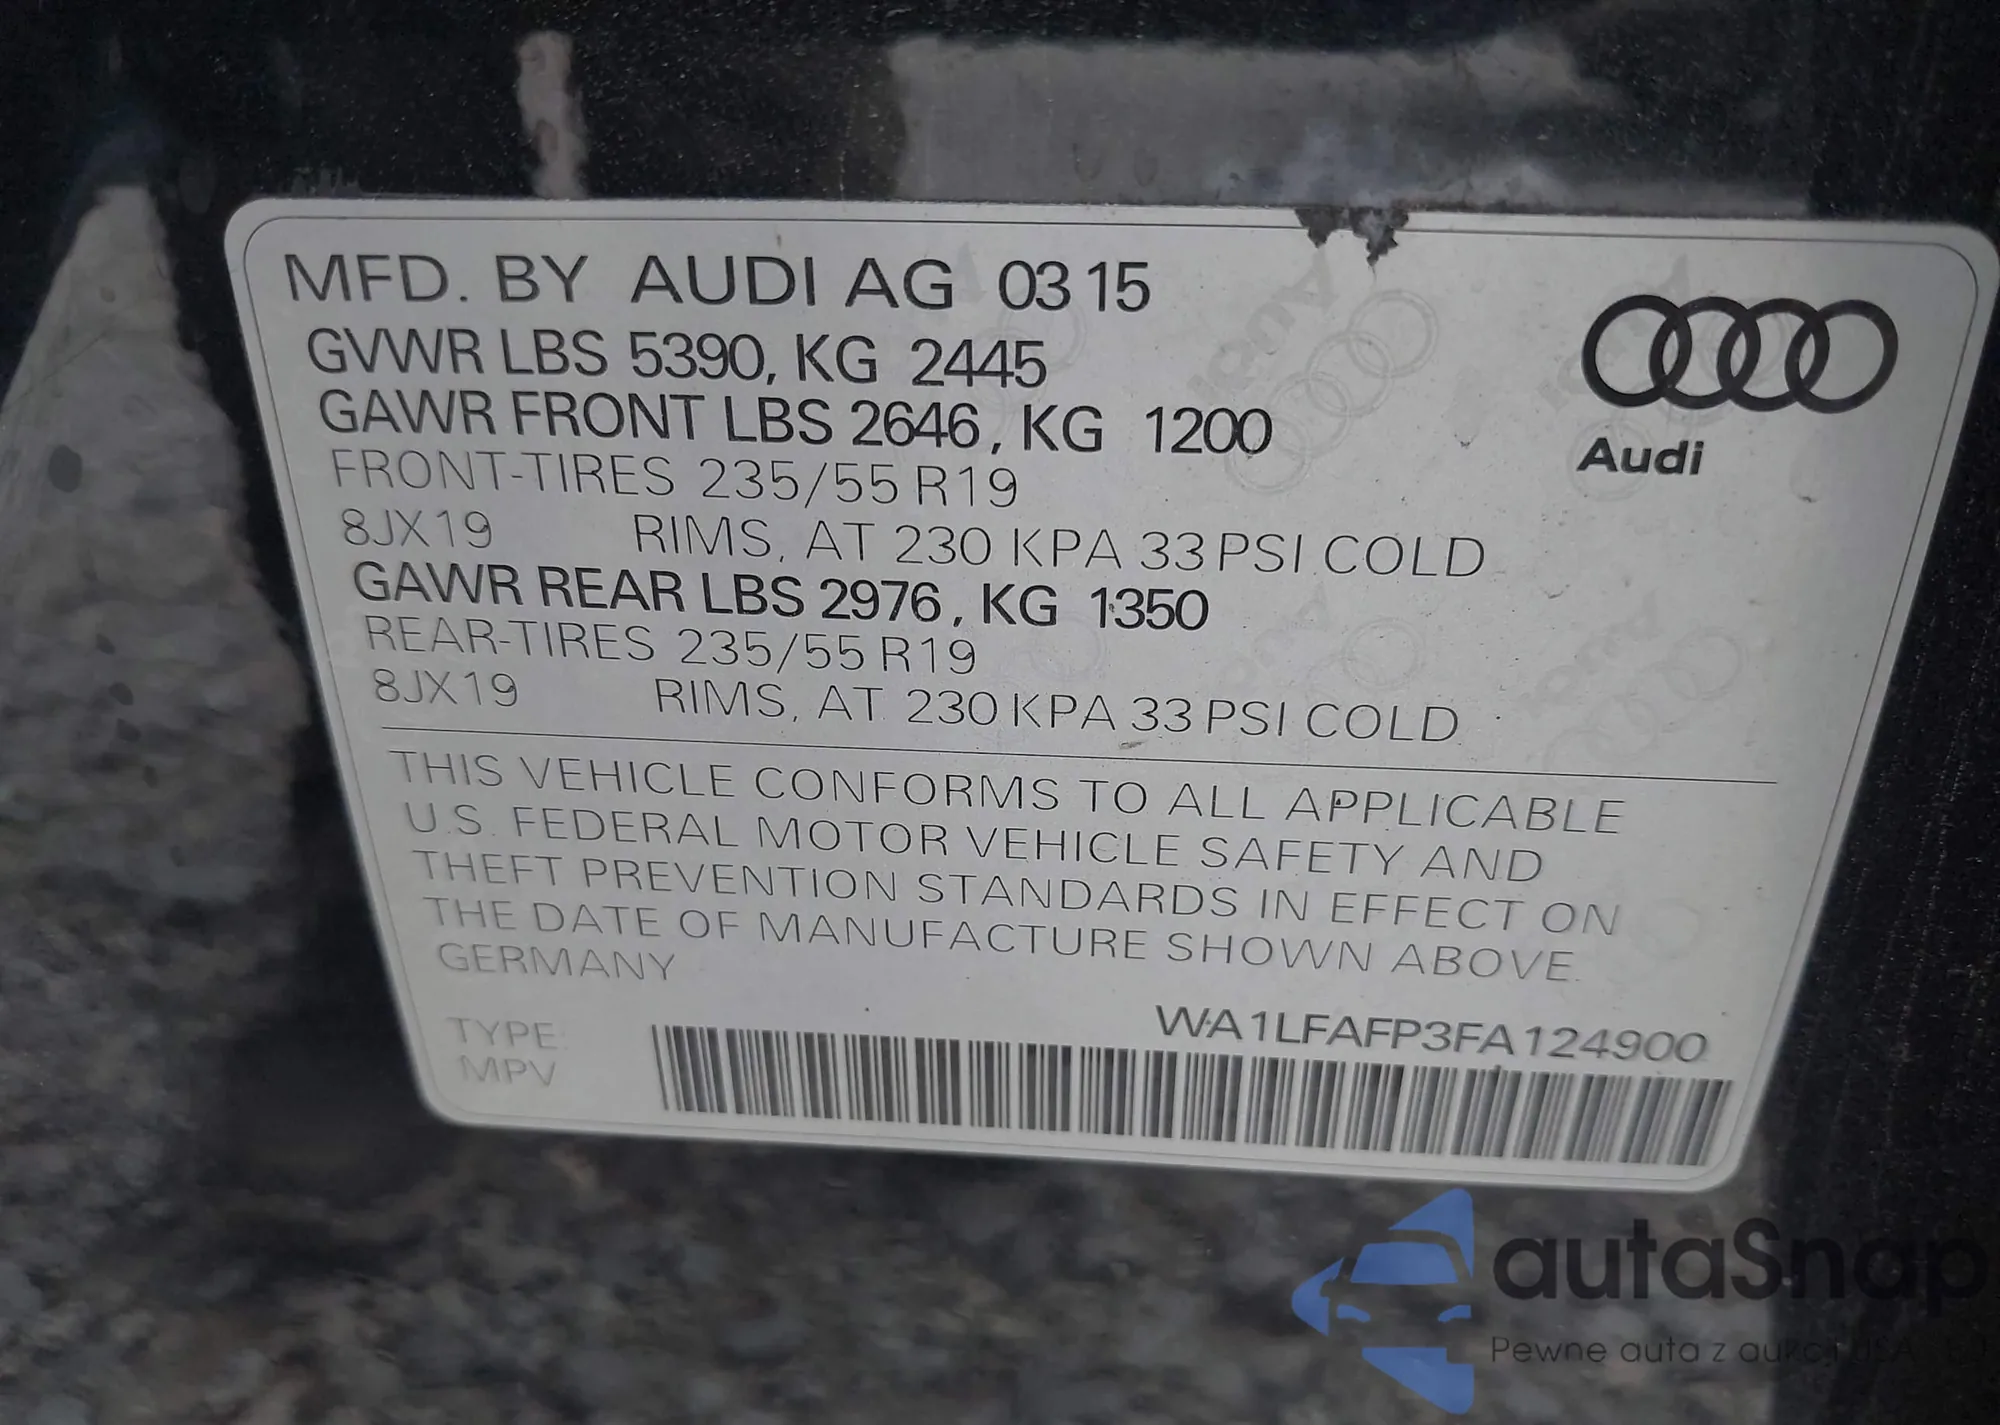 MFD. BY AUDI AG 03 15
GVWR LBS 5390, KG 2445
GAWR FRONT LBS 2646, KG 1200
FRONT-TIRES 235/55 R19
8JX19 RIMS, AT 230 KPA 33 PSI COLD
GAWR REAR LBS 2976, KG 1350
REAR-TIRES 235/55 R19
8JX19 RIMS, AT 230 KPA 33 PSI COLD
Audi
THIS VEHICLE CONFORMS TO ALL APPLICABLE
U.S. FEDERAL MOTOR VEHICLE SAFETY AND
THEFT PREVENTION STANDARDS IN EFFECT ON
THE DATE OF MANUFACTURE SHOWN ABOVE.
GERMANY
WA1LFAFP3FA124900
TYPE:
MPV
autaSnap
Pewne auta z aukcji USA